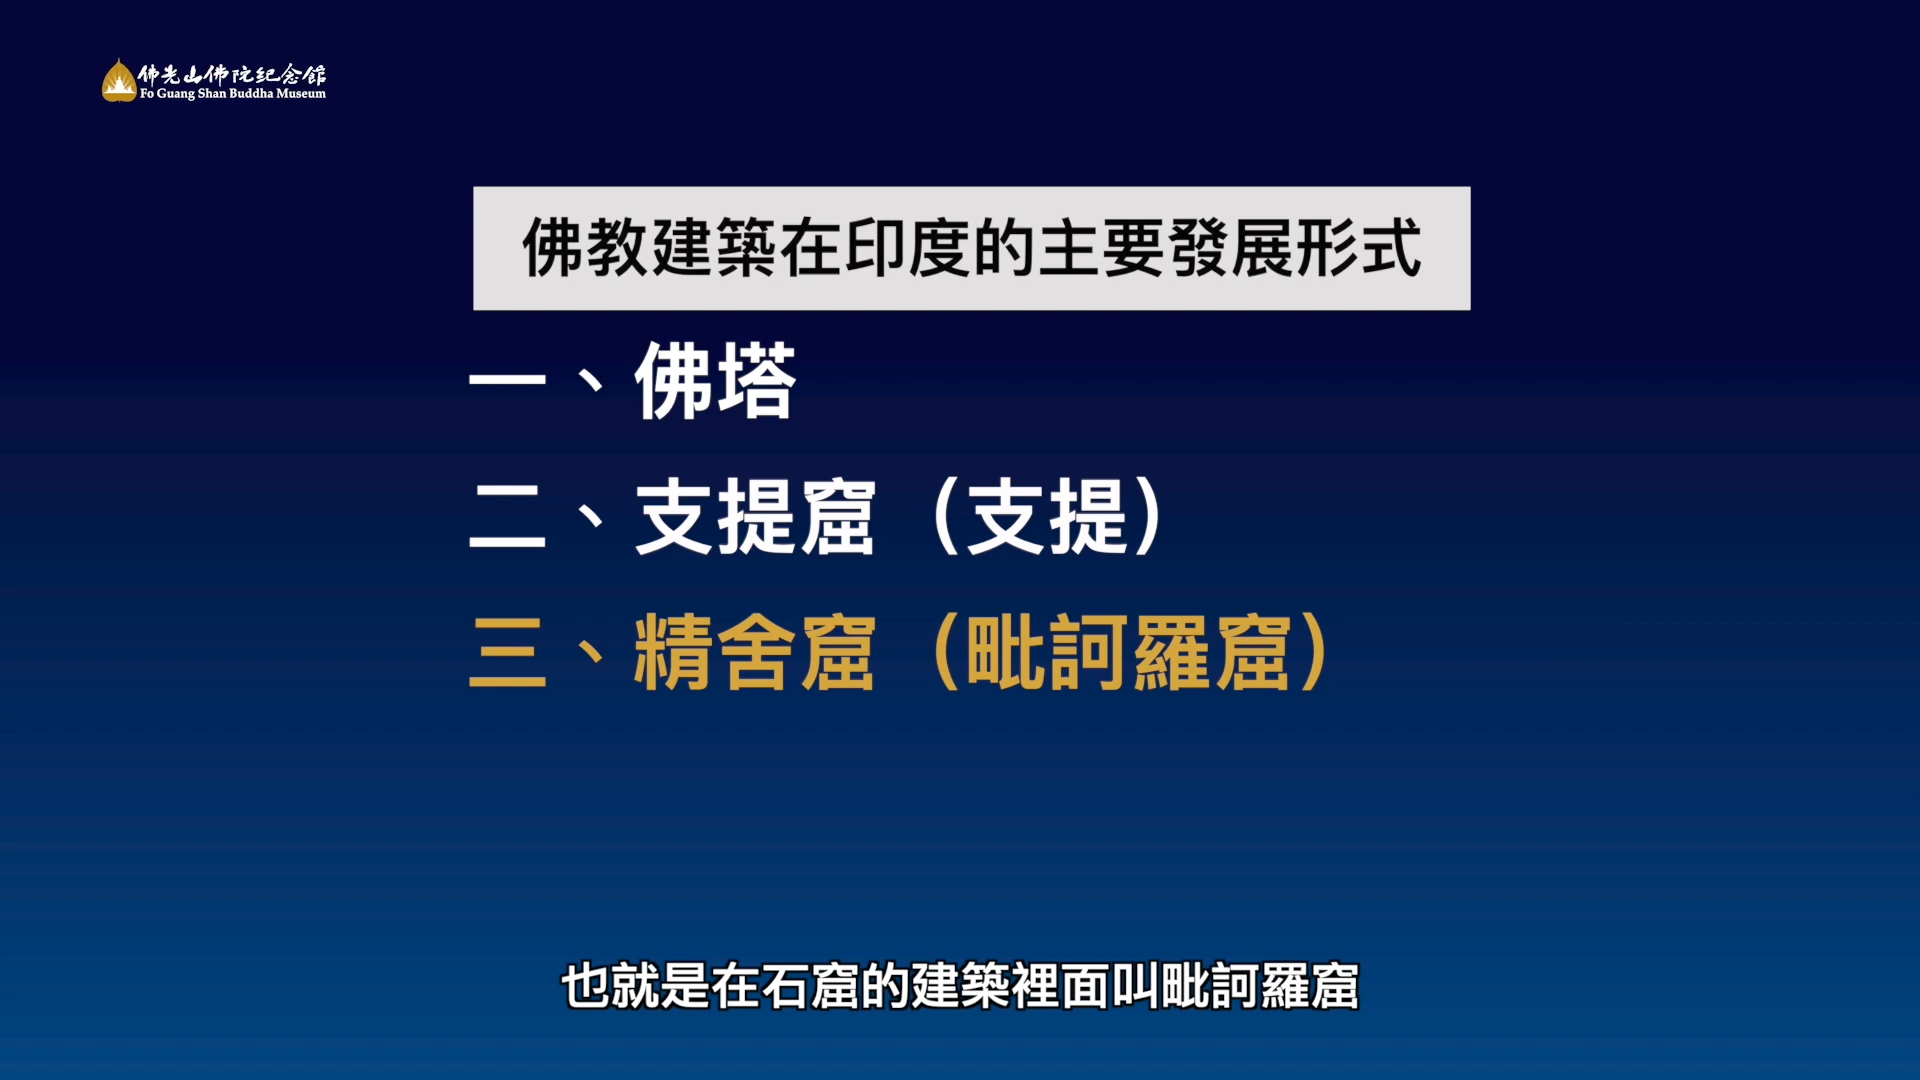 佛光山佛陀紀念館
Fo Guang Shan Buddha Museum
佛教建築在印度的主要發展形式
一、佛塔
二、支提窟（支提）
三、精舍窟（毗訶羅窟）
也就是在石窟的建築裡面叫毗訶羅窟